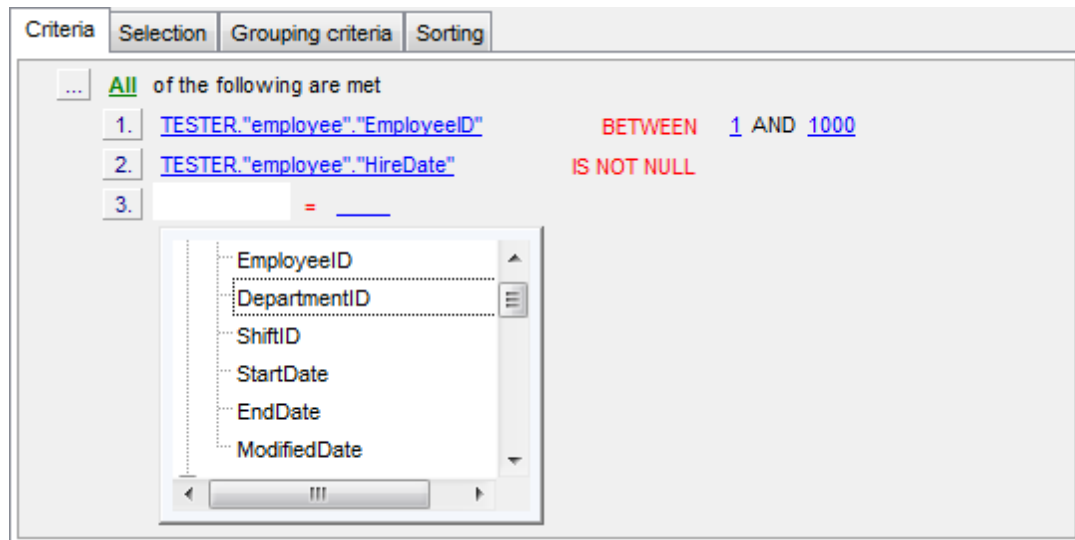 Criteria Selection Grouping criteria Sorting
... All of the following are met
1. TESTER."employee"."EmployeeID" BETWEEN 1 AND 1000
2. TESTER."employee"."HireDate" IS NOT NULL
3. =
EmployeeID
DepartmentID
ShiftID
StartDate
EndDate
ModifiedDate